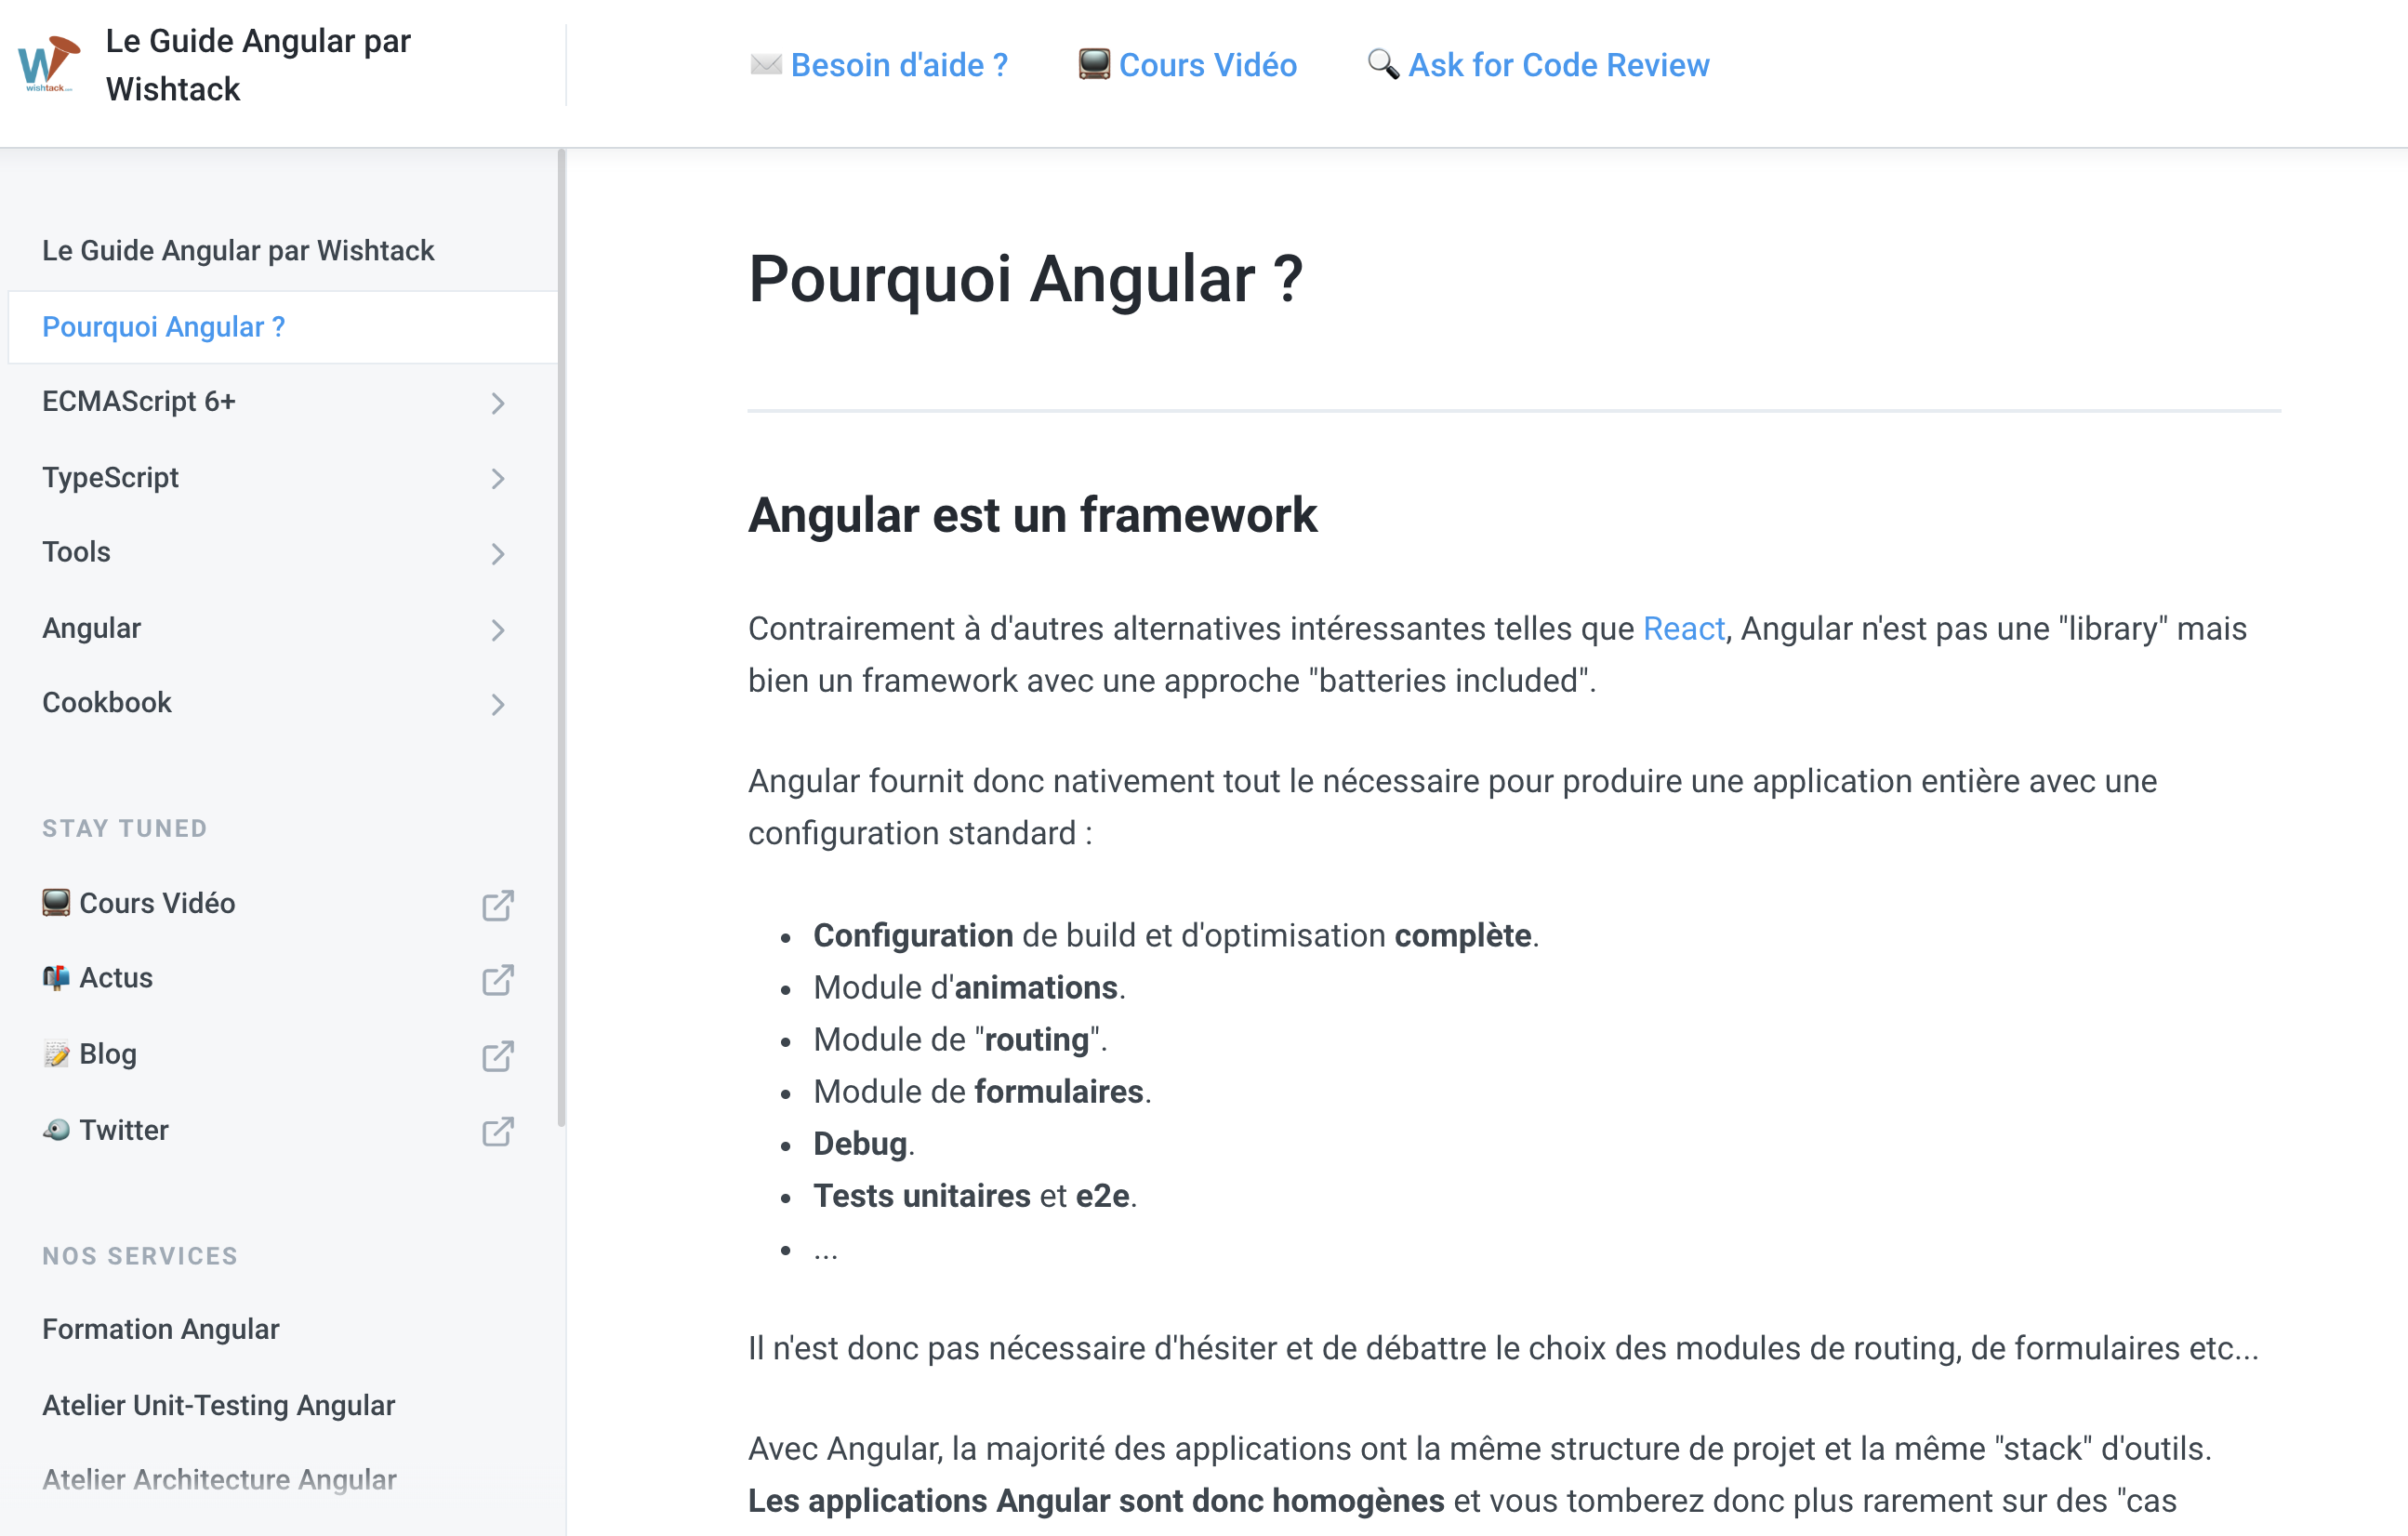 Le Guide Angular par
Wishtack
wishtack.com
Besoin d'aide ?
Cours Vidéo
Ask for Code Review
Le Guide Angular par Wishtack
Pourquoi Angular ?
ECMAScript 6+
TypeScript
Tools
Angular
Cookbook
STAY TUNED
Cours Vidéo
Actus
Blog
Twitter
NOS SERVICES
Formation Angular
Atelier Unit-Testing Angular
Atelier Architecture Angular
Pourquoi Angular ?
Angular est un framework
Contrairement à d'autres alternatives intéressantes telles que React, Angular n'est pas une "library" mais
bien un framework avec une approche "batteries included".
Angular fournit donc nativement tout le nécessaire pour produire une application entière avec une
configuration standard :
• Configuration de build et d'optimisation complète.
• Module d'animations.
• Module de "routing".
• Module de formulaires.
• Debug.
• Tests unitaires et e2e.
• ...
Il n'est donc pas nécessaire d'hésiter et de débattre le choix des modules de routing, de formulaires etc...
Avec Angular, la majorité des applications ont la même structure de projet et la même "stack" d'outils.
Les applications Angular sont donc homogènes et vous tomberez donc plus rarement sur des "cas